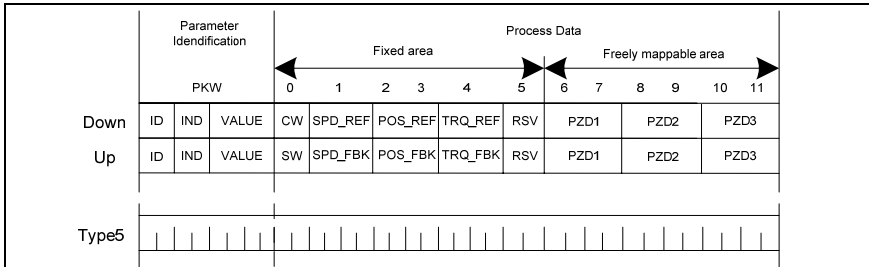 Parameter
Idendification
Process Data
Fixed area
Freely mappable area
PKW 0 1 2 3 4 5 6 7 8 9 10 11
Down ID IND VALUE CW SPD_REF POS_REF TRQ_REF RSV PZD1 PZD2 PZD3
Up ID IND VALUE SW SPD_FBK POS_FBK TRQ_FBK RSV PZD1 PZD2 PZD3
Type5